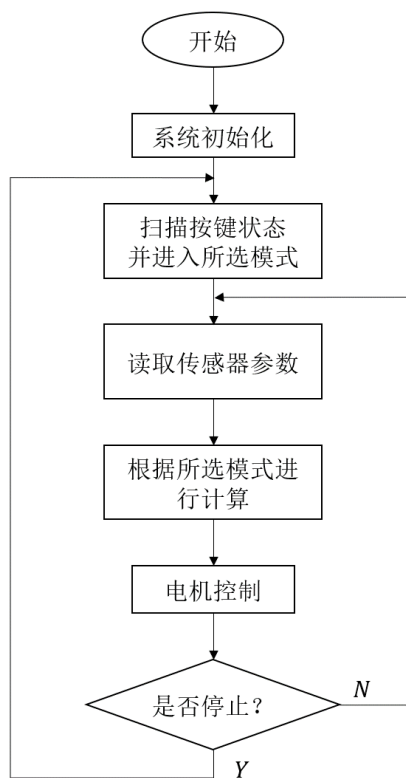 开始
系统初始化
扫描按键状态
并进入所选模式
读取传感器参数
根据所选模式进
行计算
电机控制
是否停止？
N
Y